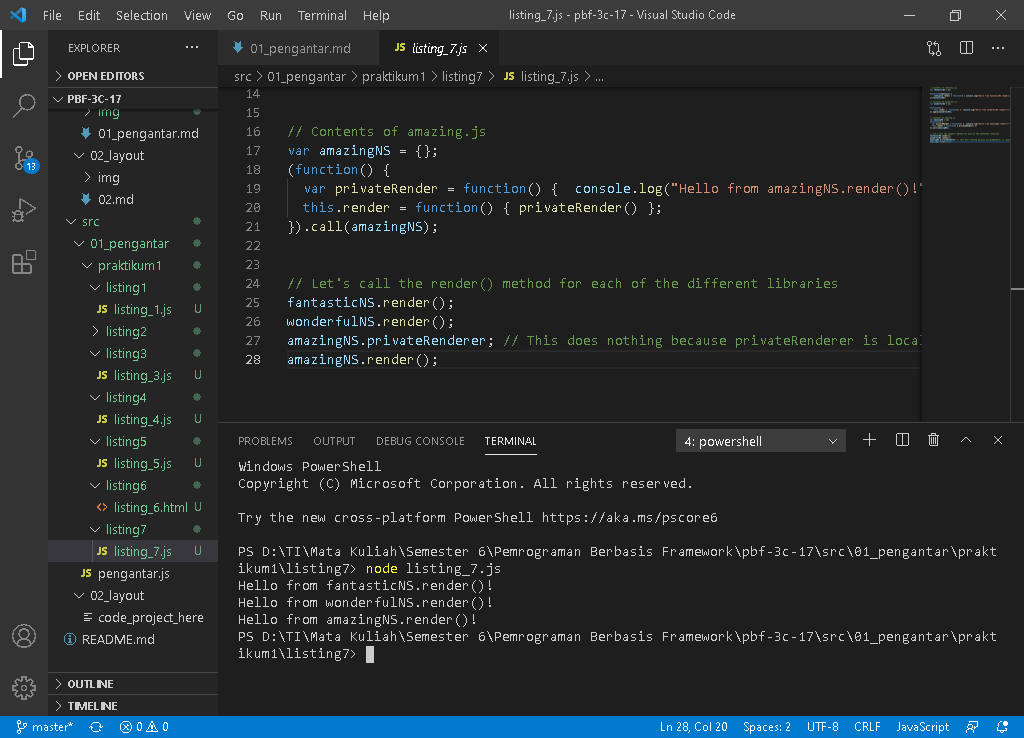 File Edit Selection View Go Run Terminal Help listing_7.js - pbf-3c-17 - Visual Studio Code
EXPLORER ...
OPEN EDITORS
PBF-3C-17
img
01_pengantar.md
02_layout
img
02.md
src
01_pengantar
praktikum1
listing1
JS listing_1.js U
listing2
listing3
JS listing_3.js U
listing4
JS listing_4.js U
listing5
JS listing_5.js U
listing6
<> listing_6.html U
listing7
JS listing_7.js U
JS pengantar.js
02_layout
code_project_here
README.md
OUTLINE
TIMELINE
13
01_pengantar.md JS listing_7.js
src > 01_pengantar > praktikum1 > listing7 > JS listing_7.js > ...
14
15
16 // Contents of amazing.js
17 var amazingNS = {};
18 (function() {
19 var privateRender = function() { console.log("Hello from amazingNS.render()!"
20 this.render = function() { privateRender() };
21 }).call(amazingNS);
22
23
24 // Let's call the render() method for each of the different libraries
25 fantasticNS.render();
26 wonderfulNS.render();
27 amazingNS.privateRenderer; // This does nothing because privateRenderer is loca
28 amazingNS.render();
PROBLEMS OUTPUT DEBUG CONSOLE TERMINAL 4: powershell
Windows PowerShell
Copyright (C) Microsoft Corporation. All rights reserved.
Try the new cross-platform PowerShell https://aka.ms/pscore6
PS D:\TI\Mata Kuliah\Semester 6\Pemrograman Berbasis Framework\pbf-3c-17\src\01_pengantar\prakt
ikum1\listing7> node listing_7.js
Hello from fantasticNS.render()!
Hello from wonderfulNS.render()!
Hello from amazingNS.render()!
PS D:\TI\Mata Kuliah\Semester 6\Pemrograman Berbasis Framework\pbf-3c-17\src\01_pengantar\prakt
ikum1\listing7>
master* 0 0 Ln 28, Col 20 Spaces: 2 UTF-8 CRLF JavaScript